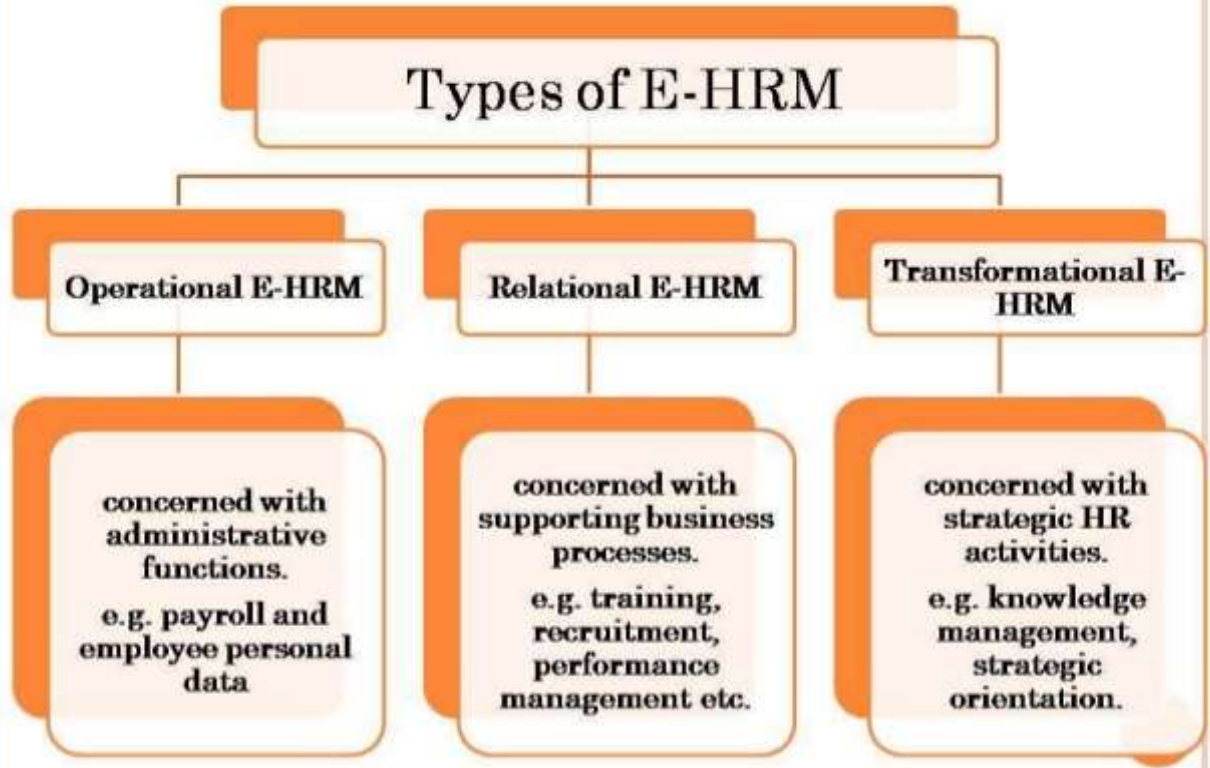 Types of E-HRM
Operational E-HRM
Relational E-HRM
Transformational E-
HRM
concerned with
administrative
functions.
e.g. payroll and
employee personal
data
concerned with
supporting business
processes.
e.g. training,
recruitment,
performance
management etc.
concerned with
strategic HR
activities.
e.g. knowledge
management,
strategic
orientation.